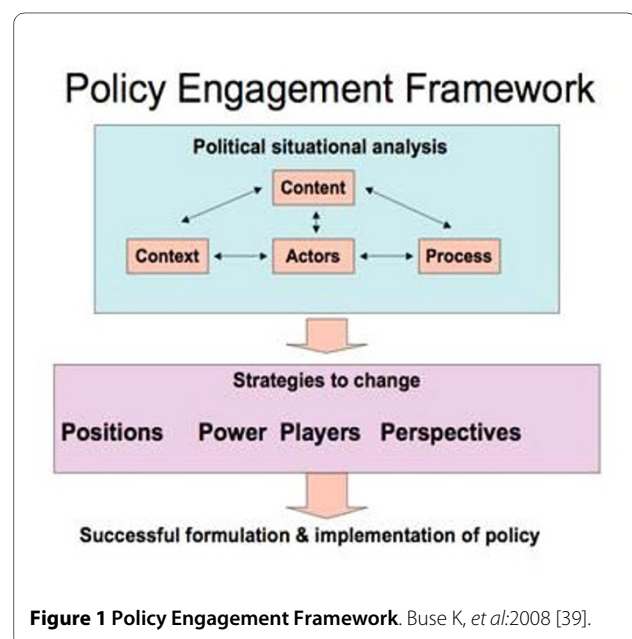 Policy Engagement Framework
Political situational analysis
Content
Context Actors Process
Strategies to change
Positions Power Players Perspectives
Successful formulation & implementation of policy
Figure 1 Policy Engagement Framework. Buse K, et al:2008 [39].